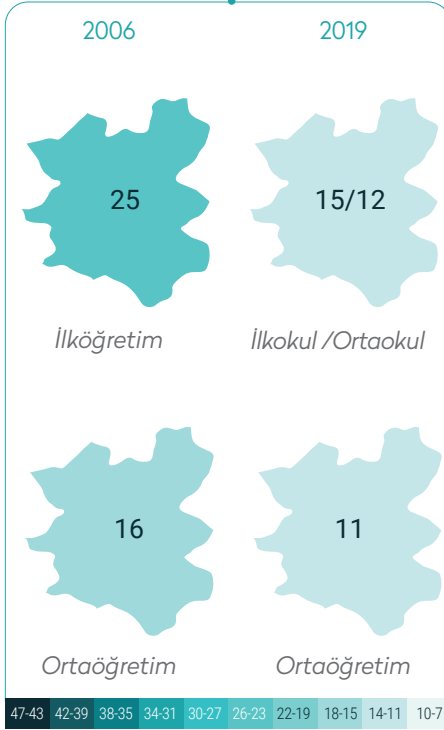 2006 2019
25 15/12
İlköğretim İlkokul /Ortaokul
16 11
Ortaöğretim Ortaöğretim
47-43 42-39 38-35 34-31 30-27 26-23 22-19 18-15 14-11 10-7